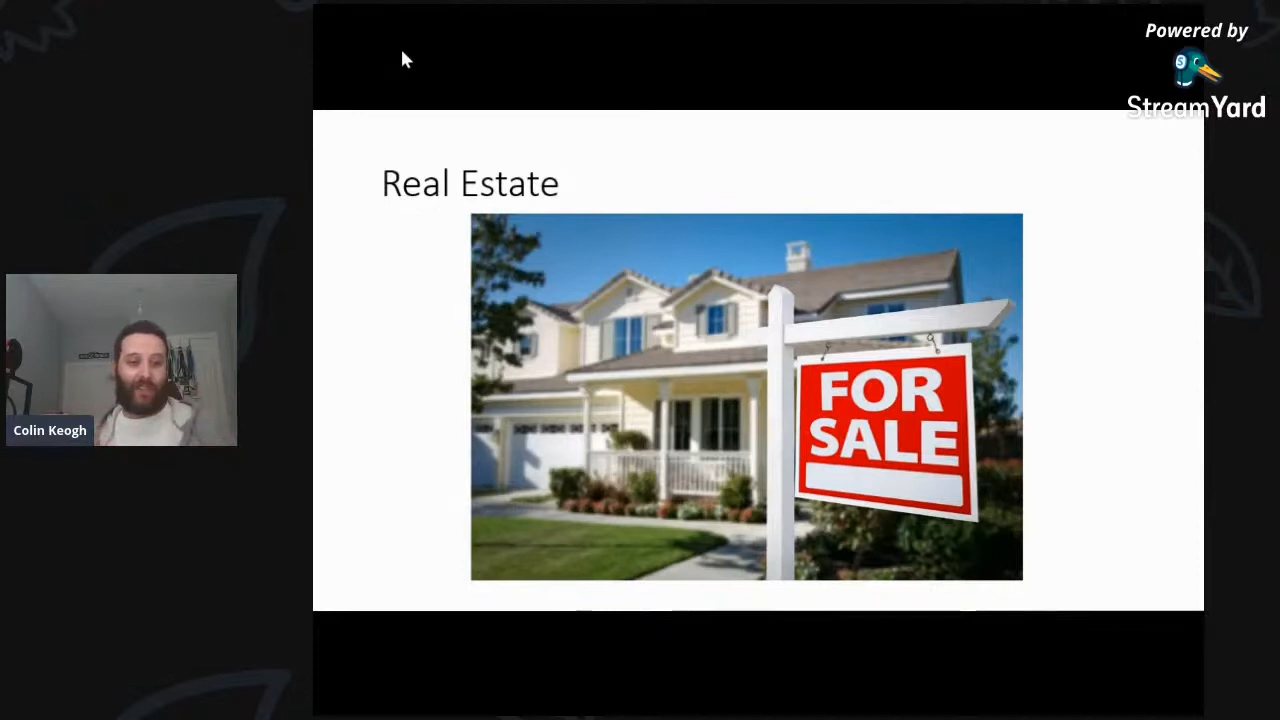 Powered by
StreamYard
Real Estate
FOR
SALE
Colin Keogh